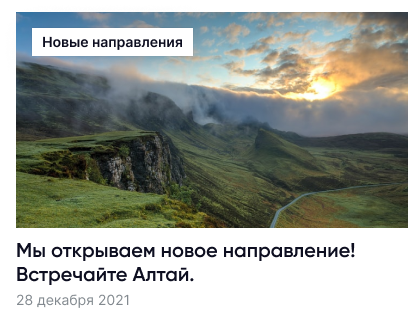 Новые направления
Мы открываем новое направление!
Встречайте Алтай.
28 декабря 2021